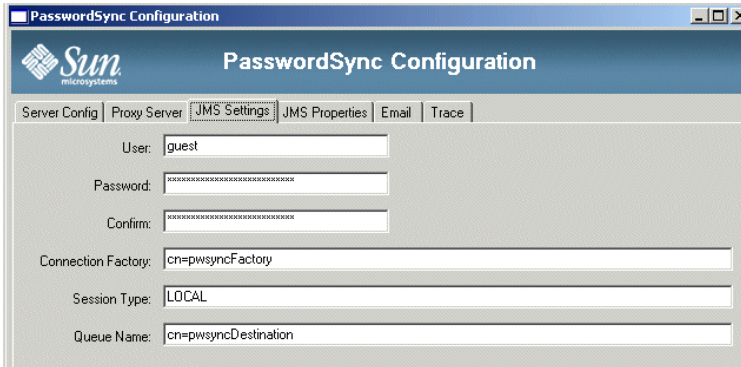 PasswordSync Configuration
Sun
microsystems
PasswordSync Configuration
Server Config Proxy Server JMS Settings JMS Properties Email Trace
User: guest
Password: ***************************
Confirm: ***************************
Connection Factory: cn=pwsyncFactory
Session Type: LOCAL
Queue Name: cn=pwsyncDestination